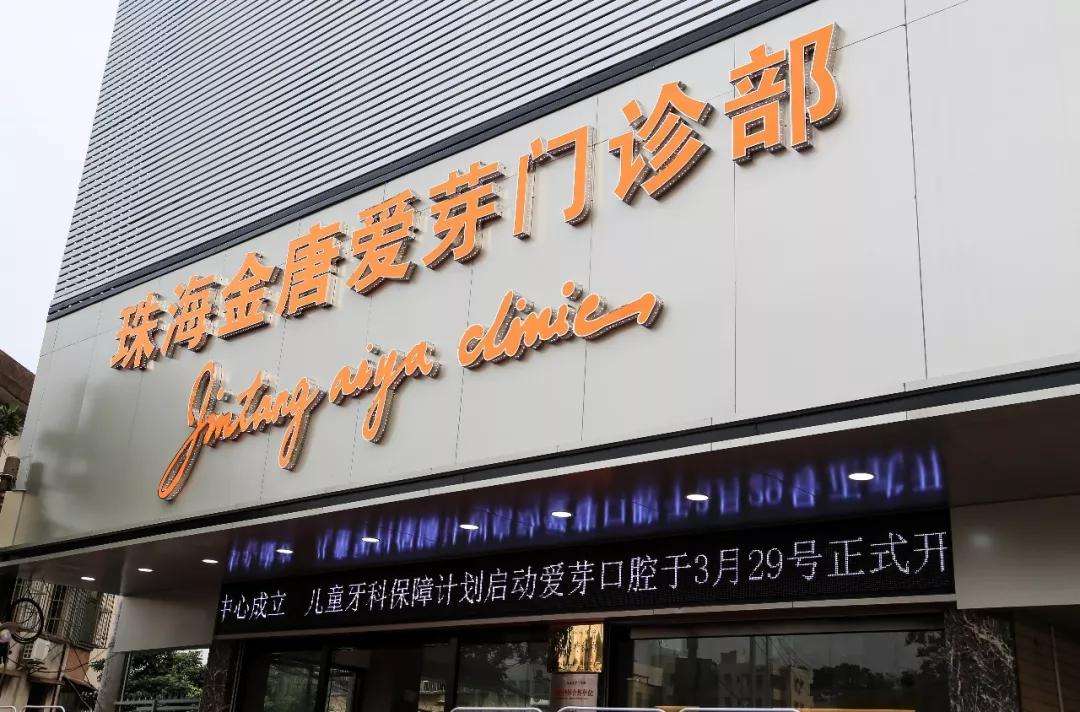 珠海金唐爱芽门诊部
Jintang aiya clinic
中心成立 儿童牙科保障计划启动爱芽口腔于3月29号正式开